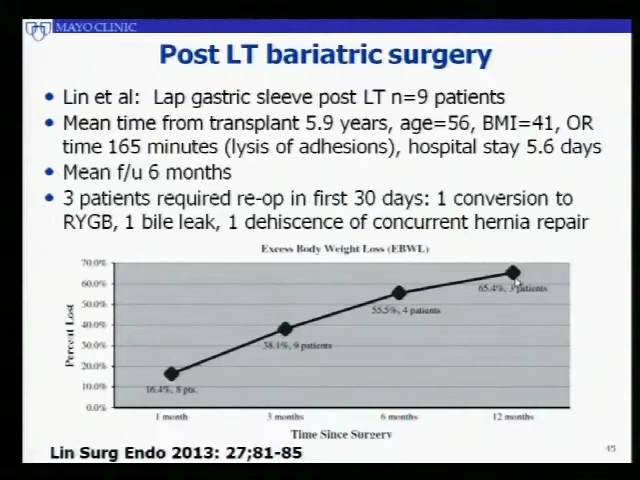 MAYO CLINIC
Post LT bariatric surgery
• Lin et al: Lap gastric sleeve post LT n=9 patients
• Mean time from transplant 5.9 years, age=56, BMI=41, OR
time 165 minutes (lysis of adhesions), hospital stay 5.6 days
• Mean f/u 6 months
• 3 patients required re-op in first 30 days: 1 conversion to
RYGB, 1 bile leak, 1 dehiscence of concurrent hernia repair
Excess Body Weight Loss (EBWL)
70.0%
60.0%
50.0%
40.0%
30.0%
20.0%
10.0%
0.0%
Percent Lost
16.4%, 8 pts.
38.1%, 9 patients
55.5%, 4 patients
65.4%, 3 patients
1 month
3 months
6 months
12 months
Time Since Surgery
Lin Surg Endo 2013: 27;81-85
45